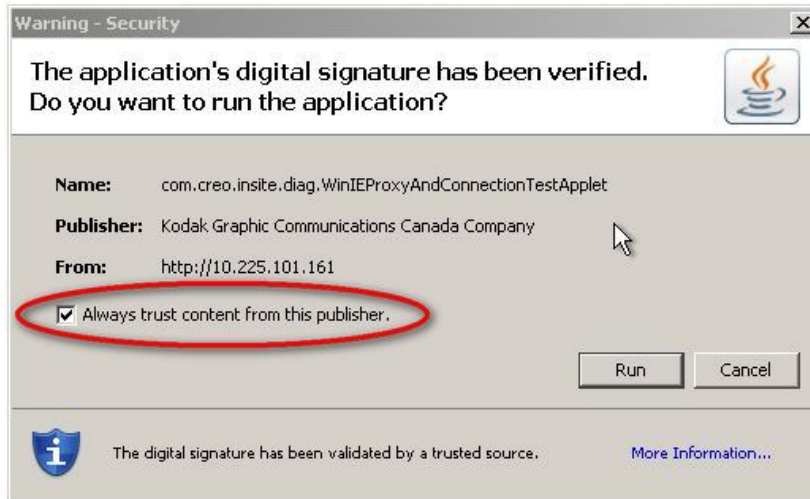 Warning - Security
The application's digital signature has been verified.
Do you want to run the application?
Name: com.creo.insite.diag.WinIEProxyAndConnectionTestApplet
Publisher: Kodak Graphic Communications Canada Company
From: http://10.225.101.161
Always trust content from this publisher.
Run Cancel
The digital signature has been validated by a trusted source. More Information...